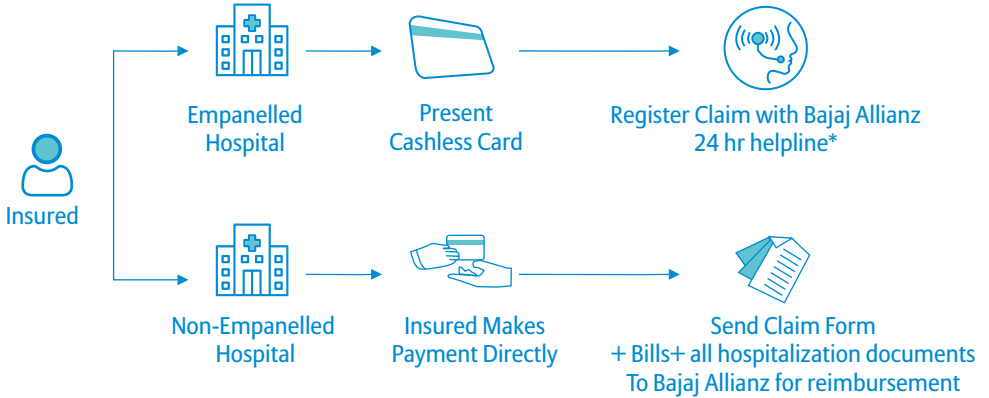 Empanelled
Hospital
Present
Cashless Card
Register Claim with Bajaj Allianz
24 hr helpline*
Insured
Non-Empanelled
Hospital
Insured Makes
Payment Directly
Send Claim Form
+ Bills+ all hospitalization documents
To Bajaj Allianz for reimbursement